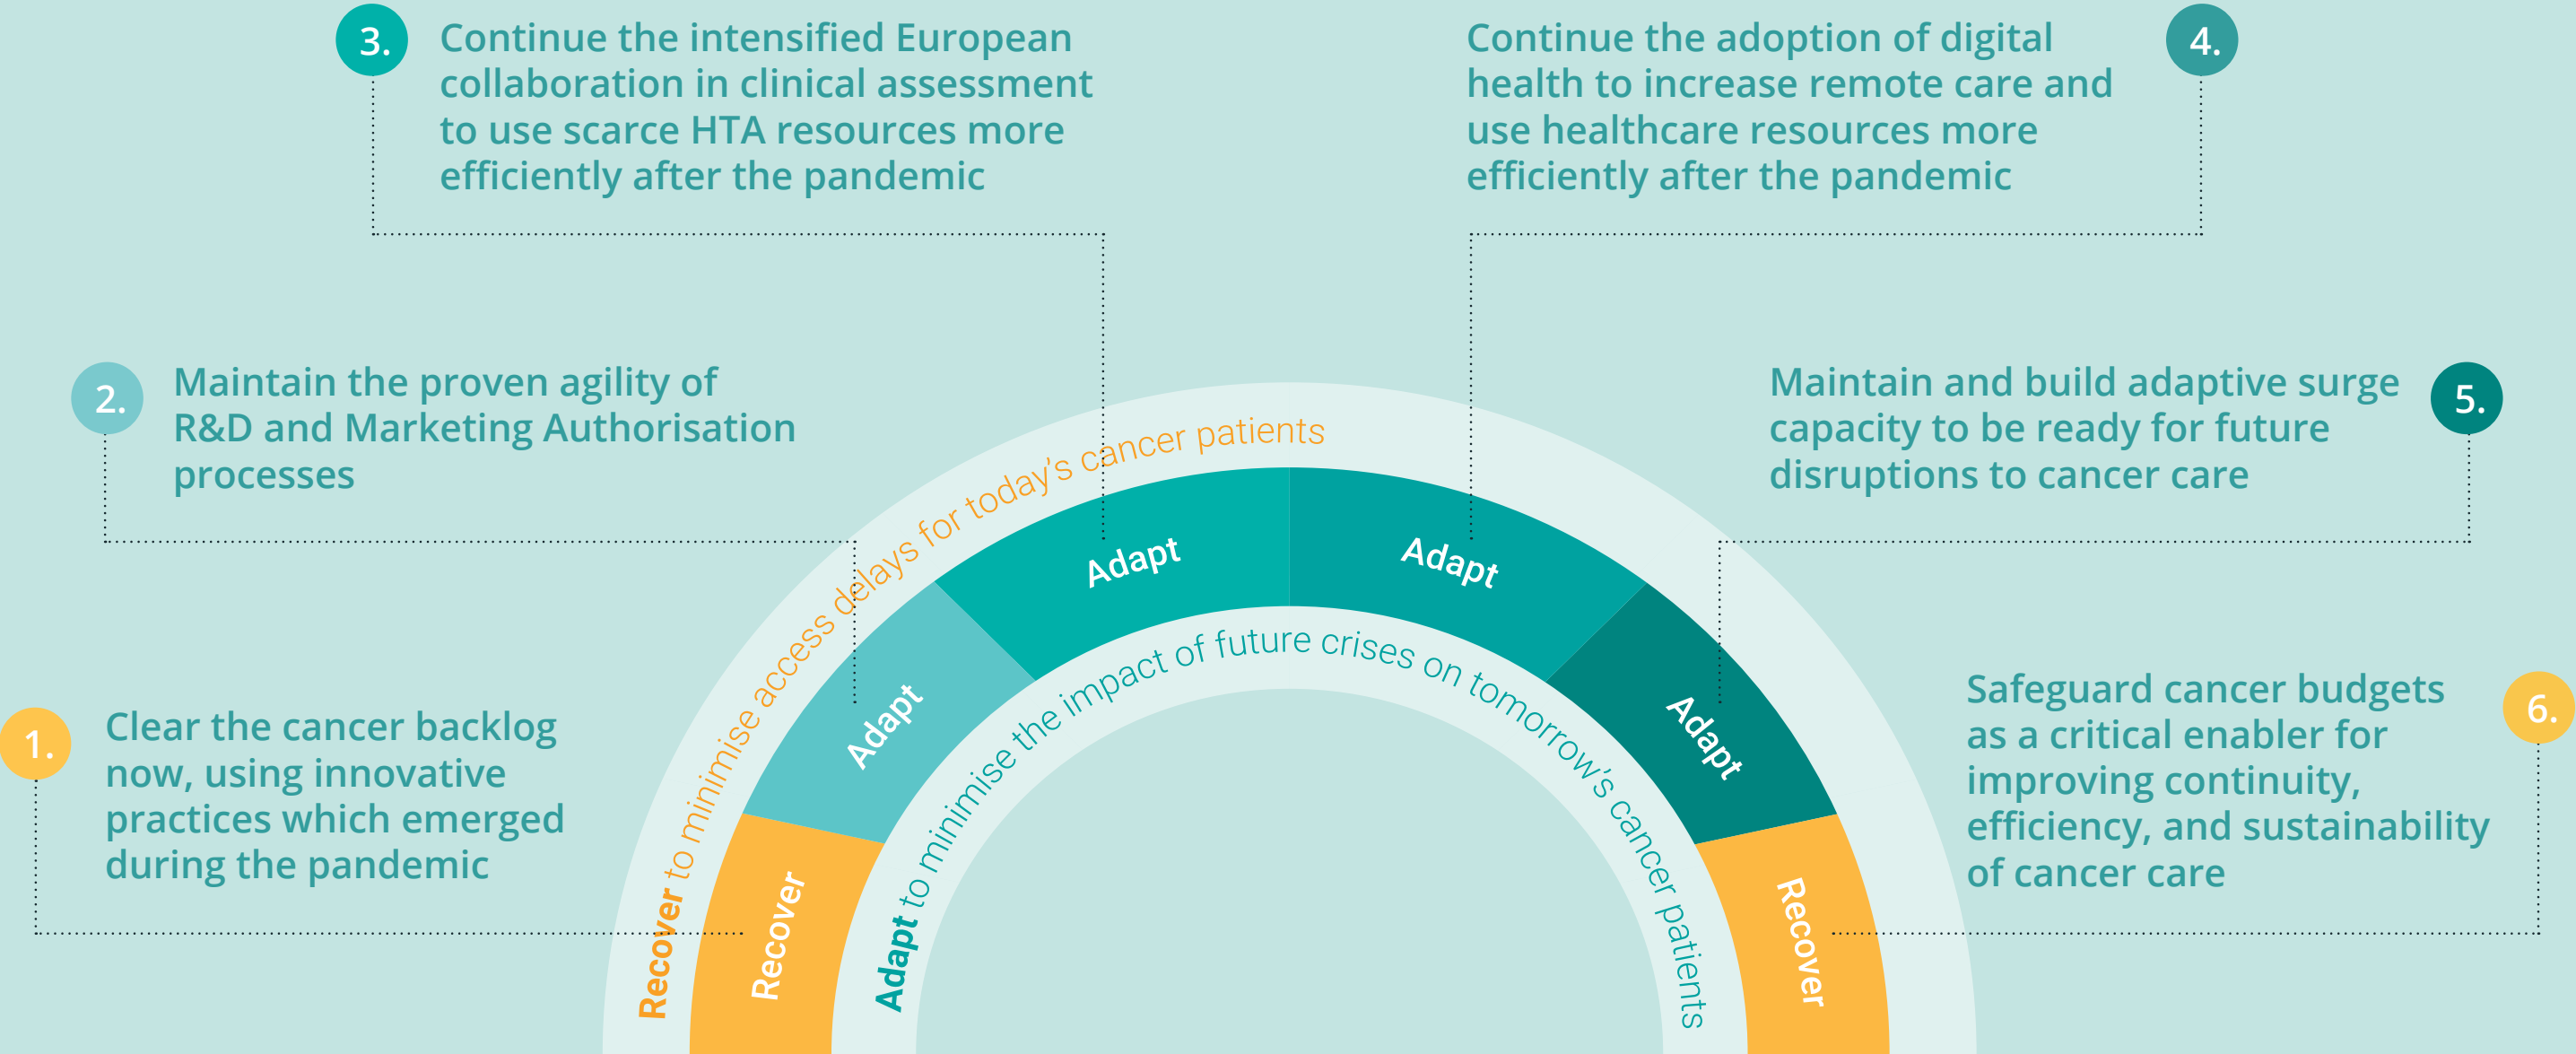 3.
Continue the intensified European
collaboration in clinical assessment
to use scarce HTA resources more
efficiently after the pandemic
Continue the adoption of digital
health to increase remote care and
use healthcare resources more
efficiently after the pandemic
4.
2.
Maintain the proven agility of
R&D and Marketing Authorisation
processes
Maintain and build adaptive surge
capacity to be ready for future
disruptions to cancer care
5.
1.
Clear the cancer backlog
now, using innovative
practices which emerged
during the pandemic
Safeguard cancer budgets
as a critical enabler for
improving continuity,
efficiency, and sustainability
of cancer care
6.
Recover to minimise access delays for today's cancer patients
Recover
Adapt
Adapt
Adapt
Adapt
Recover
Adapt to minimise the impact of future crises on tomorrow's cancer patients